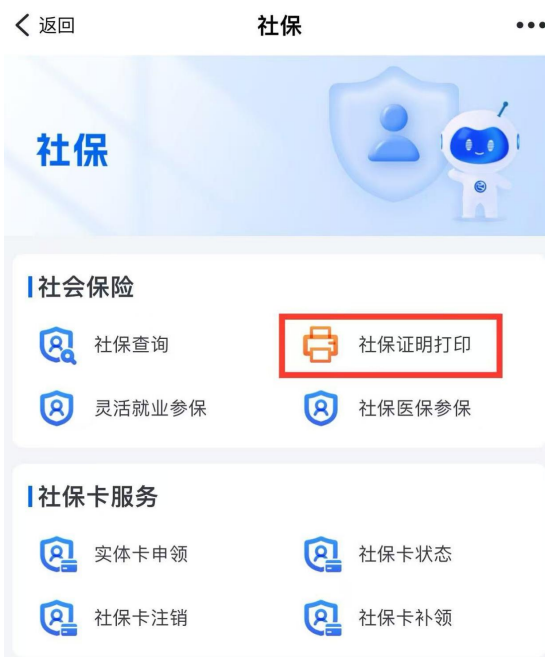 返回
社保
社保
社会保险
社保查询
社保证明打印
灵活就业参保
社保医保参保
社保卡服务
实体卡申领
社保卡状态
社保卡注销
社保卡补领